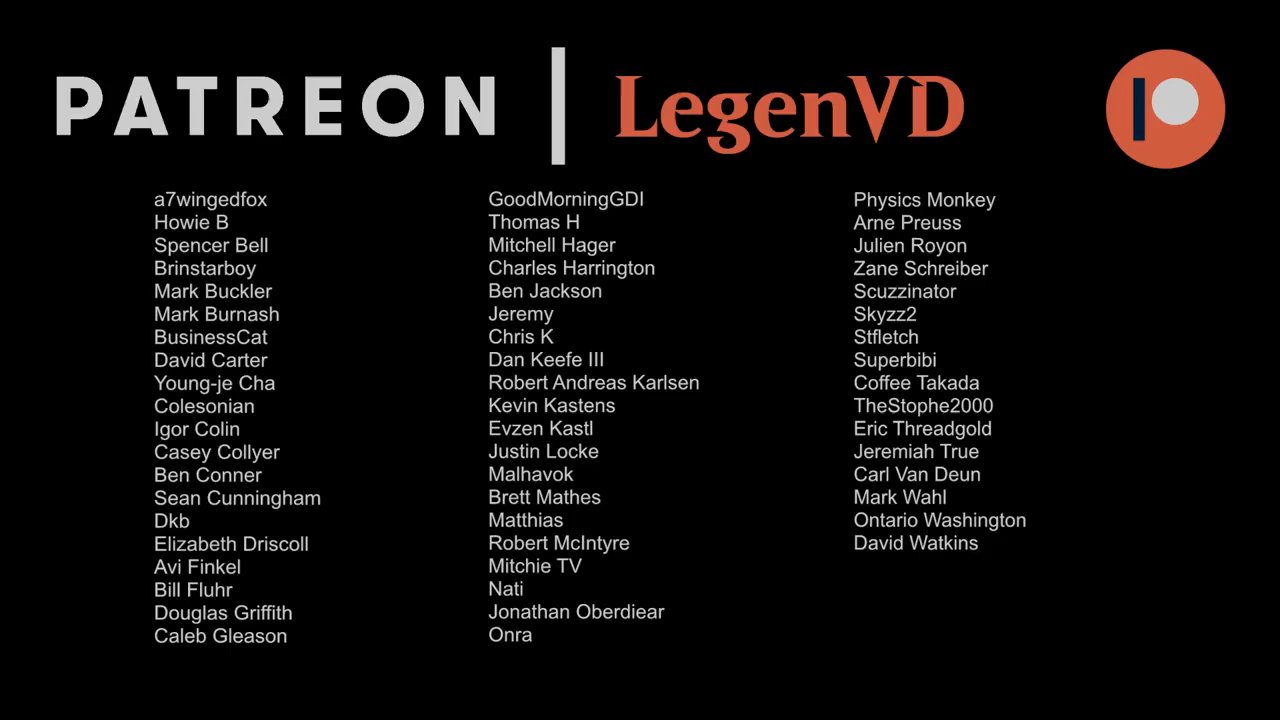 PATREON | LegenVD
a7wingedfox
Howie B
Spencer Bell
Brinstarboy
Mark Buckler
Mark Burnash
BusinessCat
David Carter
Young-je Cha
Colesonian
Igor Colin
Casey Collyer
Ben Conner
Sean Cunningham
Dkb
Elizabeth Driscoll
Avi Finkel
Bill Fluhr
Douglas Griffith
Caleb Gleason
GoodMorningGDI
Thomas H
Mitchell Hager
Charles Harrington
Ben Jackson
Jeremy
Chris K
Dan Keefe III
Robert Andreas Karlsen
Kevin Kastens
Evzen Kastl
Justin Locke
Malhavok
Brett Mathes
Matthias
Robert McIntyre
Mitchie TV
Nati
Jonathan Oberdiear
Onra
Physics Monkey
Arne Preuss
Julien Royon
Zane Schreiber
Scuzzinator
Skyzz2
Stfletch
Superbibi
Coffee Takada
TheStophe2000
Eric Threadgold
Jeremiah True
Carl Van Deun
Mark Wahl
Ontario Washington
David Watkins